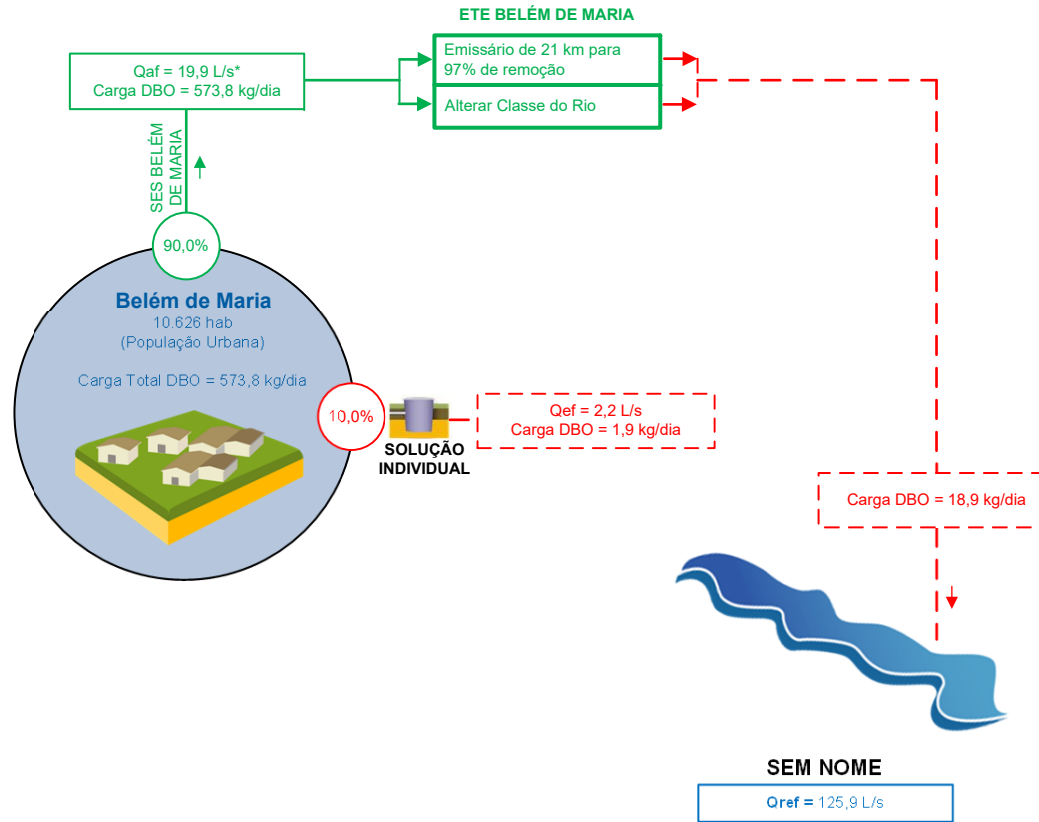 ETE BELÉM DE MARIA
Emissário de 21 km para
97% de remoção
Alterar Classe do Rio
Qaf = 19,9 L/s*
Carga DBO = 573,8 kg/dia
SES BELÉM
DE MARIA
90,0%
Belém de Maria
10.626 hab
(População Urbana)
Carga Total DBO = 573,8 kg/dia
10,0%
SOLUÇÃO
INDIVIDUAL
Qef = 2,2 L/s
Carga DBO = 1,9 kg/dia
Carga DBO = 18,9 kg/dia
SEM NOME
Qref = 125,9 L/s